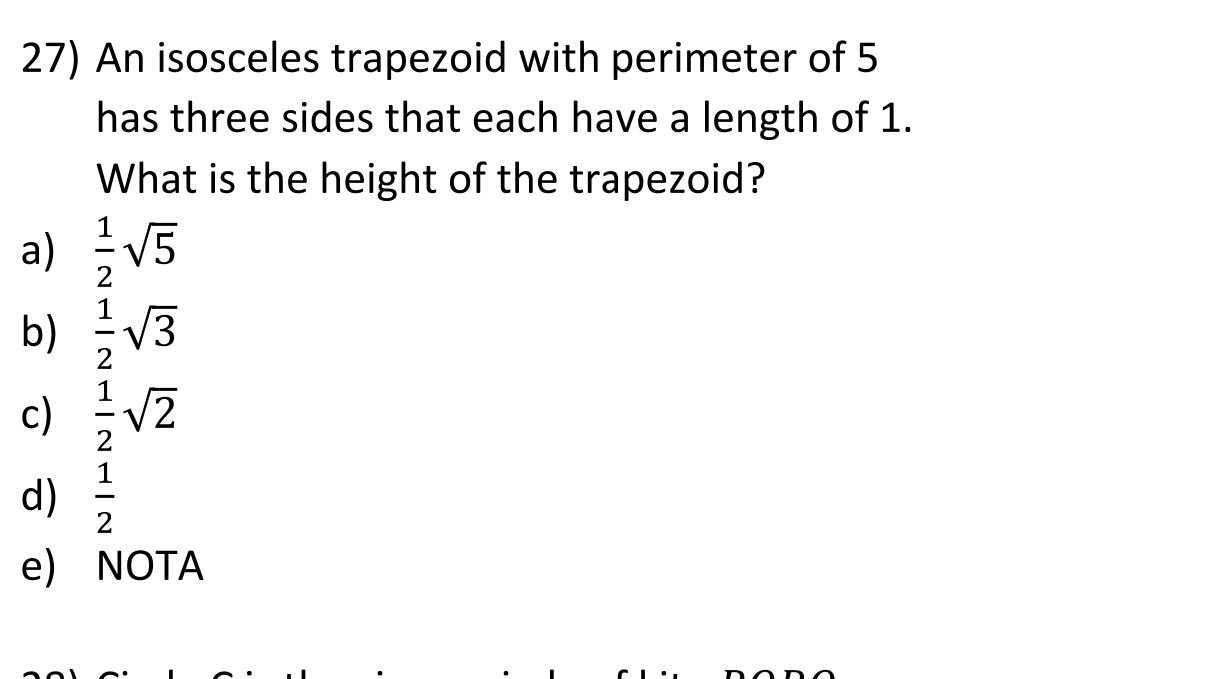 27) An isosceles trapezoid with perimeter of 5
has three sides that each have a length of 1.
What is the height of the trapezoid?
a) \frac{1}{2}\sqrt{5}
b) \frac{1}{2}\sqrt{3}
c) \frac{1}{2}\sqrt{2}
d) \frac{1}{2}
e) NOTA